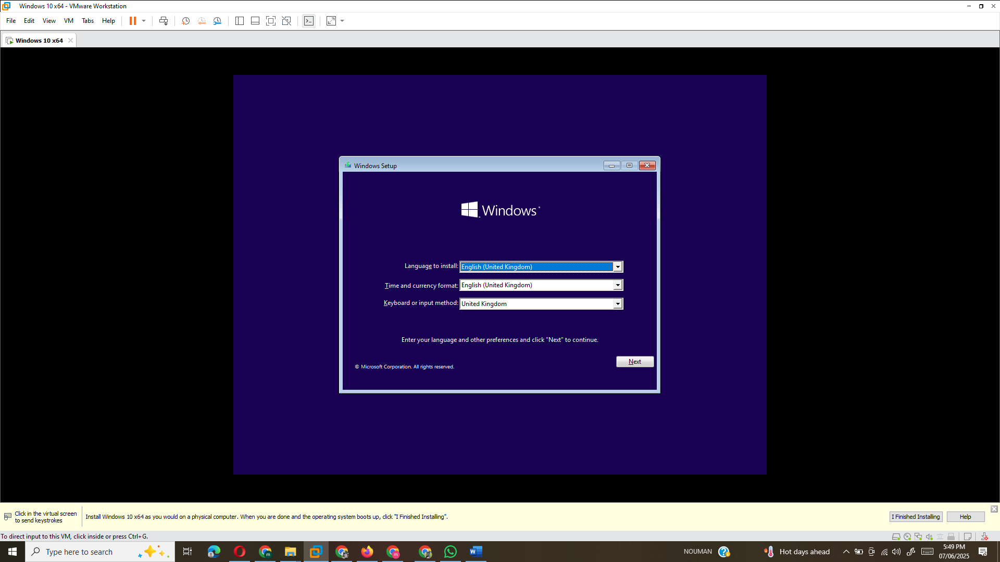 Windows 10 x64 - VMware Workstation
File Edit View VM Tabs Help
Windows 10 x64
Windows Setup
Windows
Language to install: English (United Kingdom)
Time and currency format: English (United Kingdom)
Keyboard or input method: United Kingdom
Enter your language and other preferences and click "Next" to continue.
Next
© Microsoft Corporation. All rights reserved.
Click in the virtual screen
to send keystrokes
Install Windows 10 x64 as you would on a physical computer. When you are done and the operating system boots up, click "I Finished Installing".
I Finished Installing
Help
To direct input to this VM, click inside or press Ctrl+G.
Type here to search
NOUMAN
Hot days ahead
5:49 PM
07/06/2025